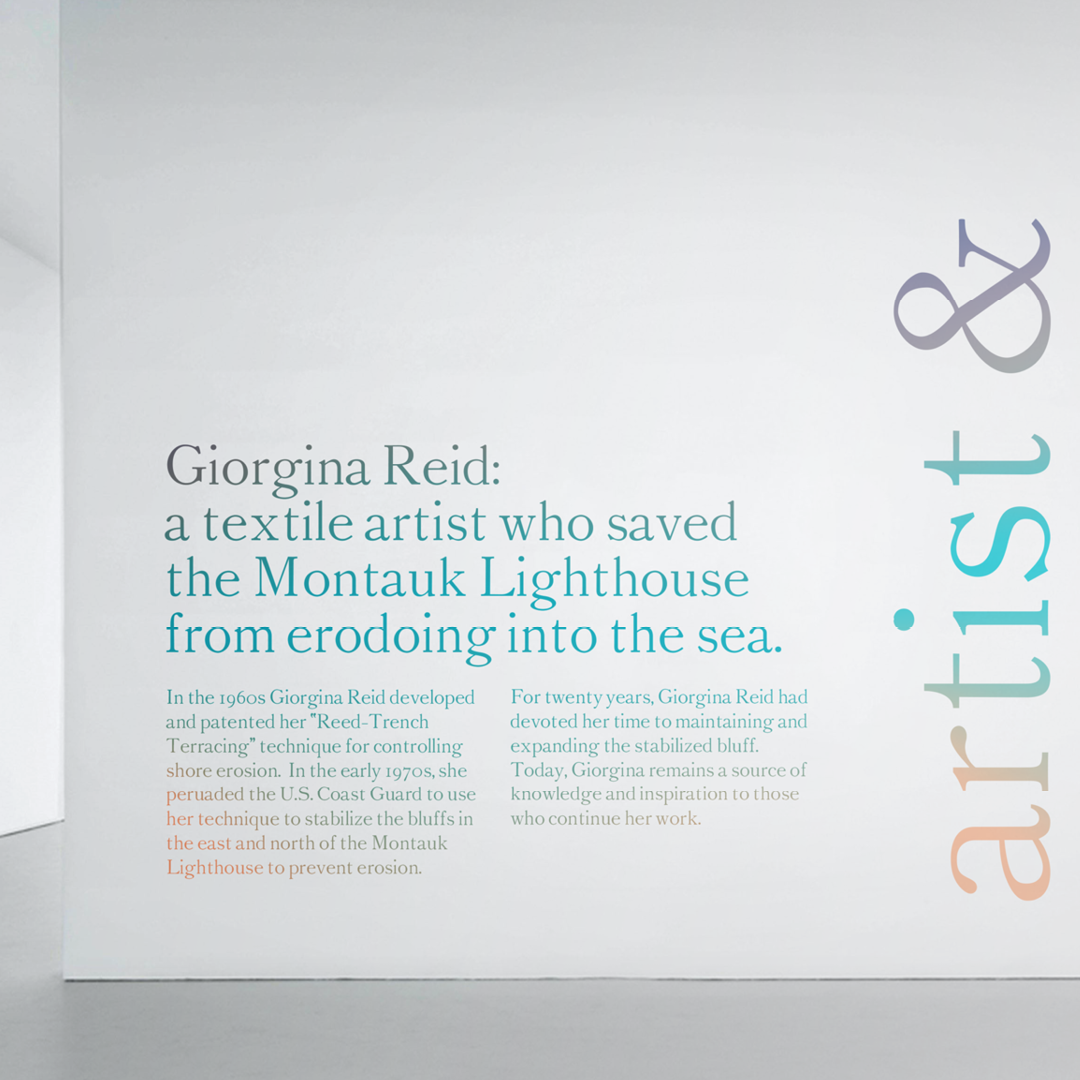 Giorgina Reid:
a textile artist who saved
the Montauk Lighthouse
from erodoing into the sea.
In the 1960s Giorgina Reid developed
and patented her "Reed-Trench
Terracing" technique for controlling
shore erosion.  In the early 1970s, she
peruaded the U.S. Coast Guard to use
her technique to stabilize the bluffs in
the east and north of the Montauk
Lighthouse to prevent erosion.
For twenty years, Giorgina Reid had
devoted her time to maintaining and
expanding the stabilized bluff.
Today, Giorgina remains a source of
knowledge and inspiration to those
who continue her work.
artist &